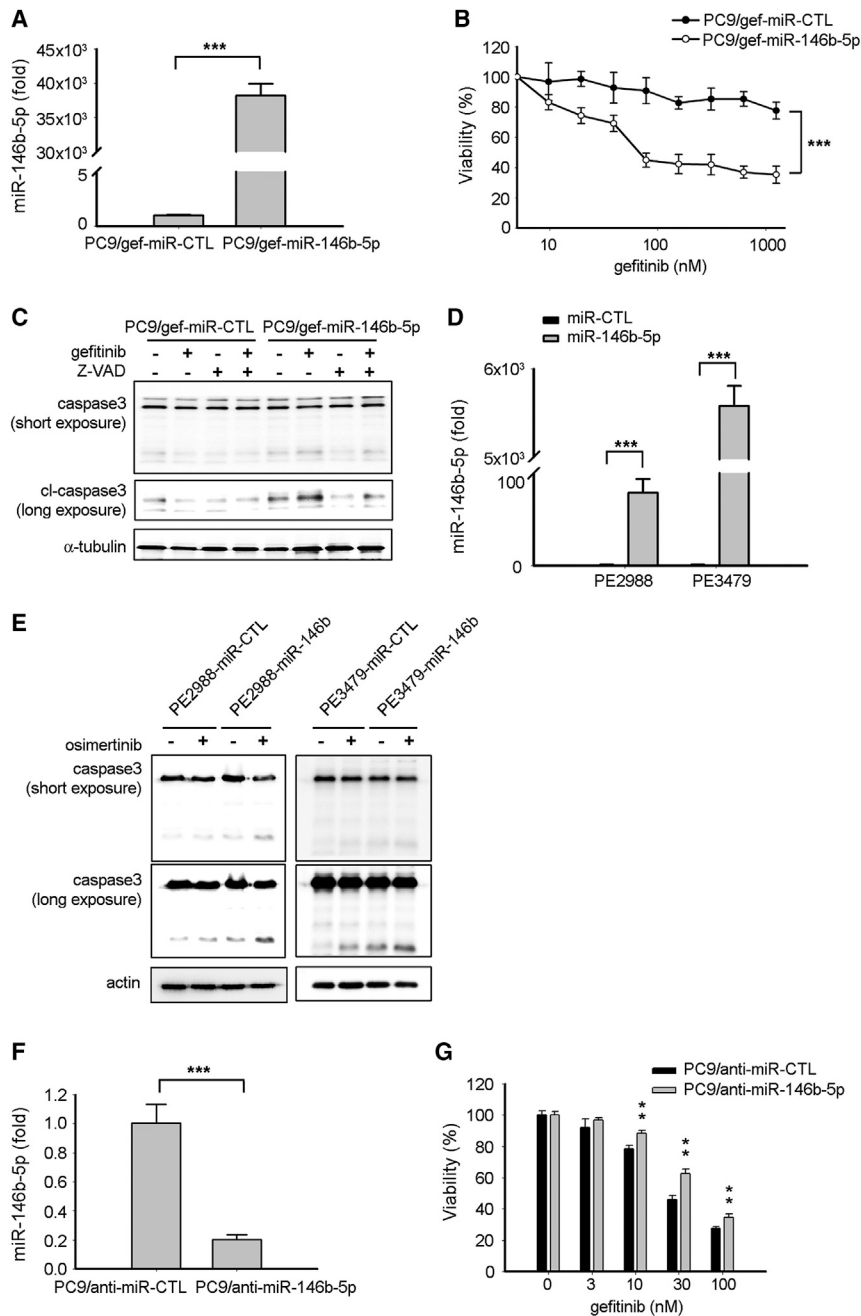 A
miR-146b-5p (fold)
45x10³
40x10³
35x10³
30x10³
5
0
***
PC9/gef-miR-CTL PC9/gef-miR-146b-5p
B
PC9/gef-miR-CTL
PC9/gef-miR-146b-5p
Viability (%)
120
100
80
60
40
20
0
***
10 100 1000
gefitinib (nM)
C
PC9/gef-miR-CTL PC9/gef-miR-146b-5p
gefitinib - + - + - + - +
Z-VAD - - + + - - + +
caspase3
(short exposure)
cl-caspase3
(long exposure)
α-tubulin
D
miR-CTL
miR-146b-5p
miR-146b-5p (fold)
6x10³
5x10³
100
0
***
***
PE2988 PE3479
E
PE2988-miR-CTL
PE2988-miR-146b
PE3479-miR-CTL
PE3479-miR-146b
osimertinib - + - + - + - +
caspase3
(short exposure)
caspase3
(long exposure)
actin
F
miR-146b-5p (fold)
1.2
1.0
0.8
0.6
0.4
0.2
0.0
***
PC9/anti-miR-CTL PC9/anti-miR-146b-5p
G
PC9/anti-miR-CTL
PC9/anti-miR-146b-5p
Viability (%)
120
100
80
60
40
20
0
**
**
**
0 3 10 30 100
gefitinib (nM)